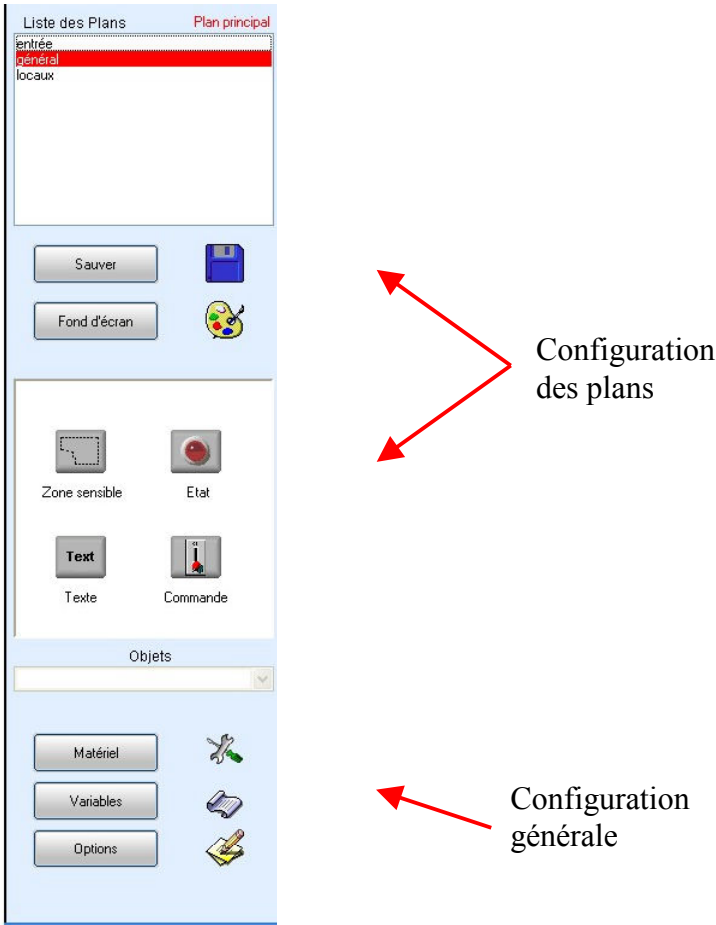 Liste des Plans Plan principal
entrée
général
locaux
Sauver
Fond d'écran
Configuration
des plans
Zone sensible Etat
Text
Texte Commande
Objets
Matériel
Variables
Options
Configuration
générale